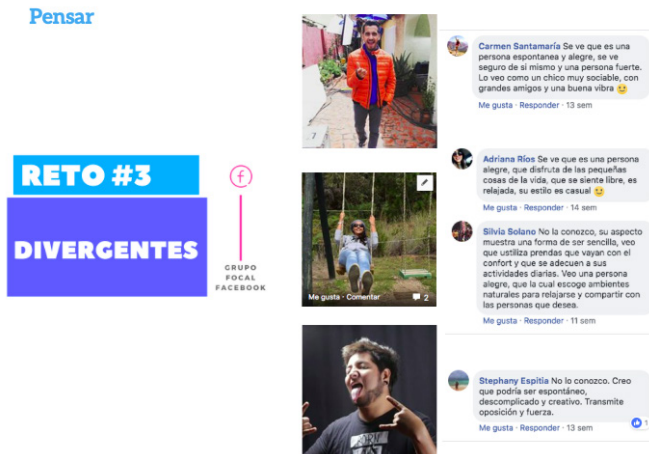 Pensar
RETO #3
DIVERGENTES
GRUPO
FOCAL
FACEBOOK
7
Carmen Santamaría Se ve que es una
persona espontanea y alegre, se ve
seguro de si mismo y una persona fuerte.
Lo veo como un chico muy sociable, con
grandes amigos y una buena vibra 😉
Me gusta · Responder · 13 sem
Me gusta · Comentar 2
Adriana Ríos Se ve que es una persona
alegre, que disfruta de las pequeñas
cosas de la vida, que se siente libre, es
relajada, su estilo es casual 😉
Me gusta · Responder · 14 sem
Silvia Solano No la conozco, su aspecto
muestra una forma de ser sencilla, veo
que ustiliza prendas que vayan con el
confort y que se adecuen a sus
actividades diarias. Veo una persona
alegre, que la cual escoge ambientes
naturales para relajarse y compartir con
las personas que desea.
Me gusta · Responder · 11 sem
Stephany Espitia No lo conozco. Creo
que podría ser espontáneo,
descomplicado y creativo. Transmite
oposición y fuerza.
1
Me gusta · Responder · 13 sem